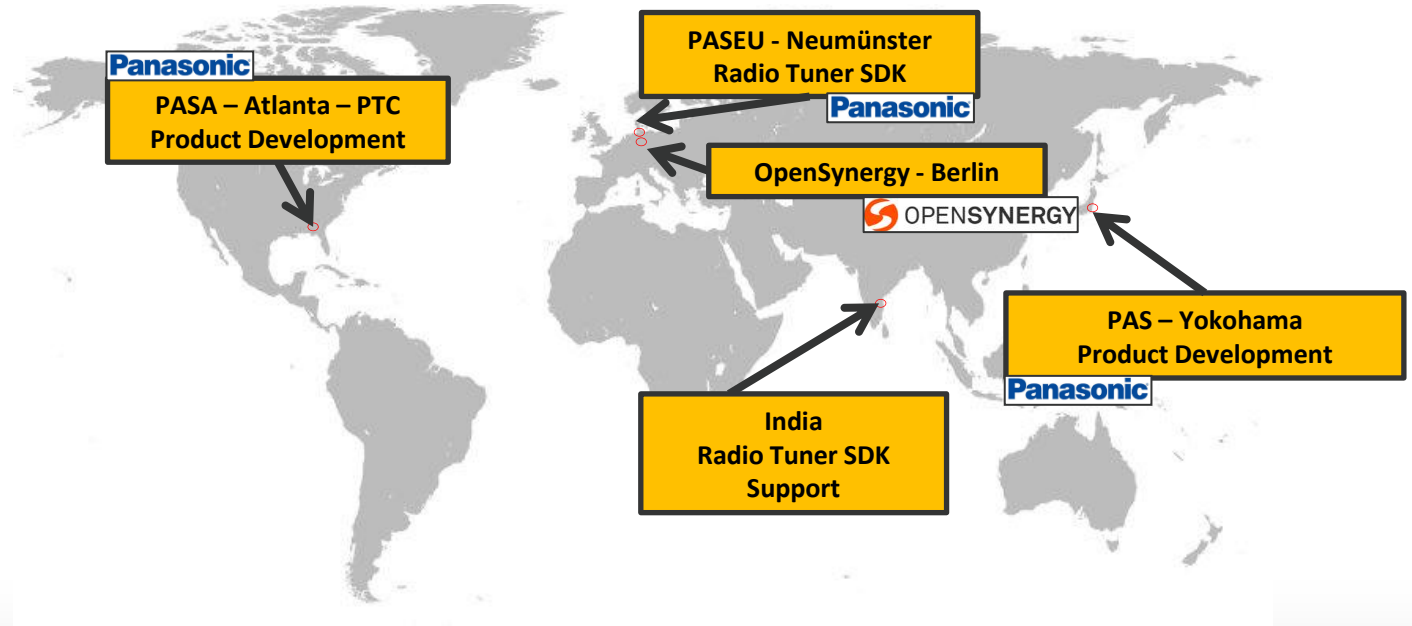 Panasonic
PASA – Atlanta – PTC
Product Development
PASEU - Neumünster
Radio Tuner SDK
Panasonic
OpenSynergy - Berlin
OPENSYNERGY
PAS – Yokohama
Product Development
Panasonic
India
Radio Tuner SDK
Support